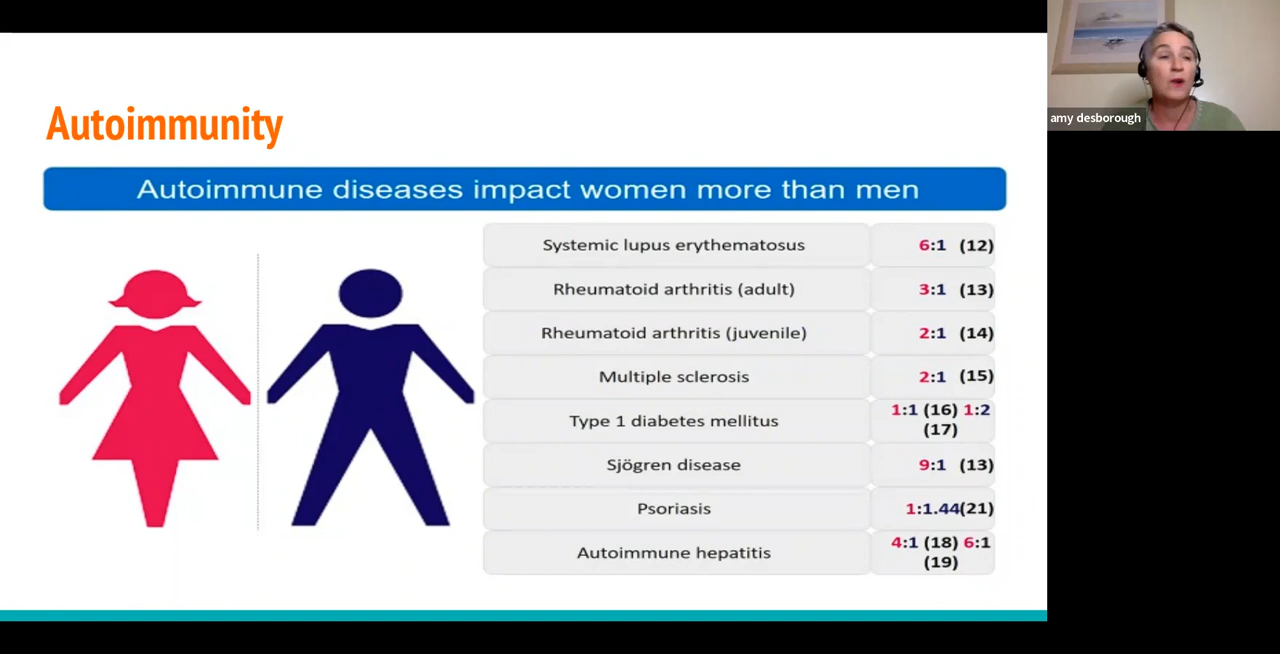 Autoimmunity
Autoimmune diseases impact women more than men
Systemic lupus erythematosus 6:1 (12)
Rheumatoid arthritis (adult) 3:1 (13)
Rheumatoid arthritis (juvenile) 2:1 (14)
Multiple sclerosis 2:1 (15)
Type 1 diabetes mellitus 1:1 (16) 1:2
(17)
Sjögren disease 9:1 (13)
Psoriasis 1:1.44(21)
Autoimmune hepatitis 4:1 (18) 6:1
(19)
amy desborough